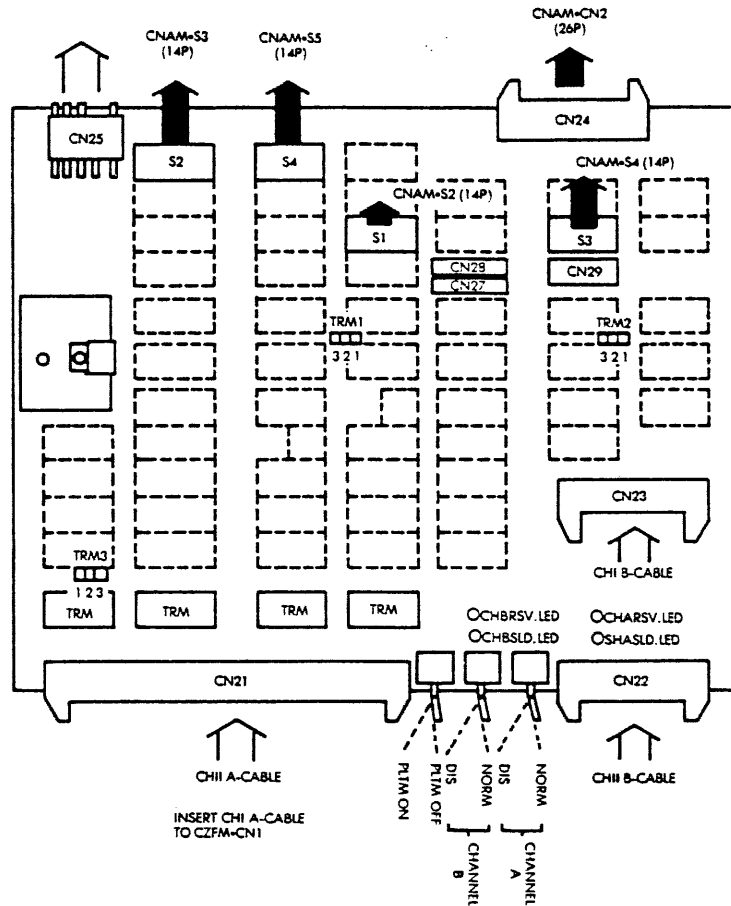 CNAM=S3
(14P)
CNAM=S5
(14P)
CNAM=CN2
(26P)
CN25
S2
S4
CN24
CNAM=S4 (14P)
CNAM=S2 (14P)
S1
S3
CN28
CN27
CN29
TRM1
3 2 1
TRM2
3 2 1
CN23
CHI B-CABLE
TRM3
1 2 3
TRM
TRM
TRM
TRM
CHBRSV.LED
CHBSLD.LED
CHARSV.LED
SHASLD.LED
CN21
CN22
CHII A-CABLE
INSERT CHI A-CABLE
TO CZFM=CN1
PLTM ON
PLTM OFF
DIS
NORM
DIS
NORM
CHII B-CABLE
CHANNEL
B
CHANNEL
A